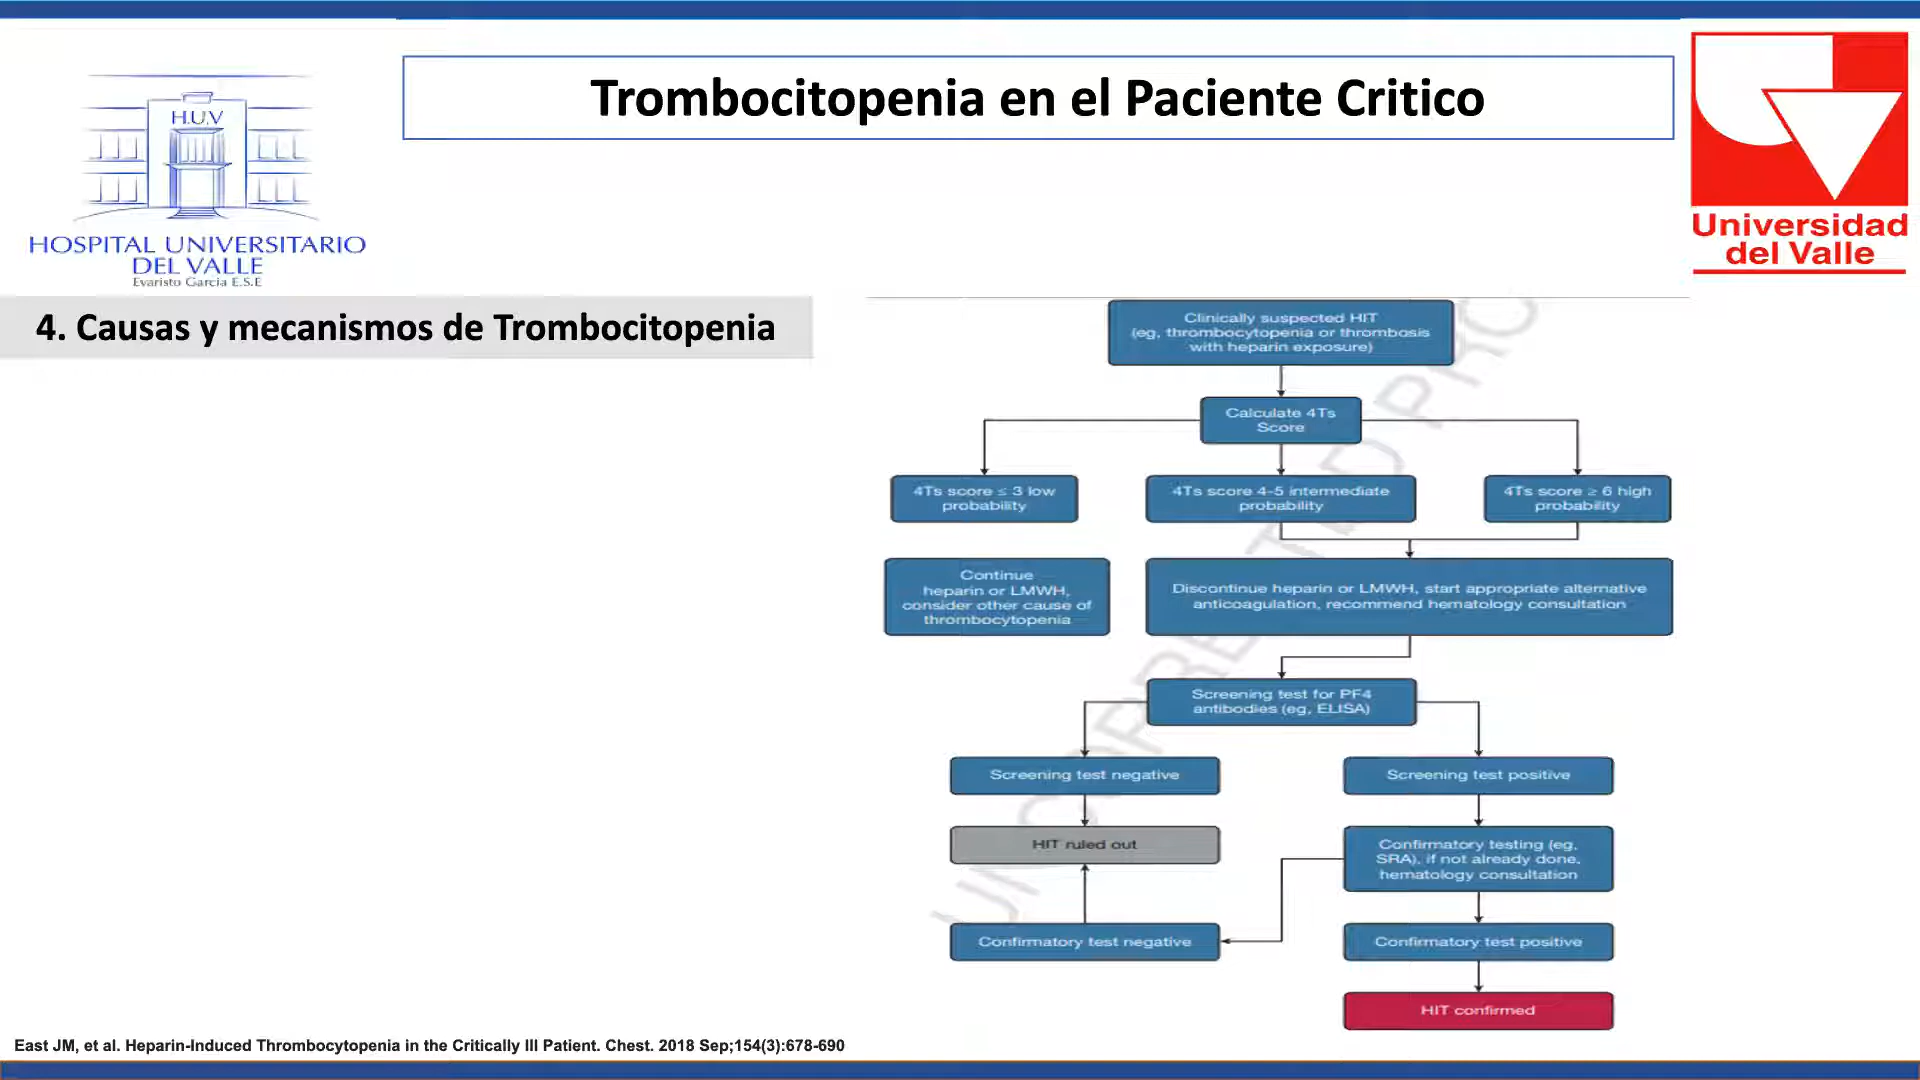 Trombocitopenia en el Paciente Critico
H.U.V
HOSPITAL UNIVERSITARIO
DEL VALLE
Evaristo Garcia E.S.E
Universidad
del Valle
4. Causas y mecanismos de Trombocitopenia
Clinically suspected HIT
(eg, thrombocytopenia or thrombosis
with heparin exposure)
Calculate 4Ts
Score
4Ts score ≤ 3 low
probability
4Ts score 4-5 intermediate
probability
4Ts score ≥ 6 high
probability
Continue
heparin or LMWH,
consider other cause of
thrombocytopenia
Discontinue heparin or LMWH, start appropriate alternative
anticoagulation, recommend hematology consultation
Screening test for PF4
antibodies (eg, ELISA)
Screening test negative
Screening test positive
HIT ruled out
Confirmatory testing (eg,
SRA), if not already done,
hematology consultation
Confirmatory test negative
Confirmatory test positive
HIT confirmed
East JM, et al. Heparin-Induced Thrombocytopenia in the Critically Ill Patient. Chest. 2018 Sep;154(3):678-690